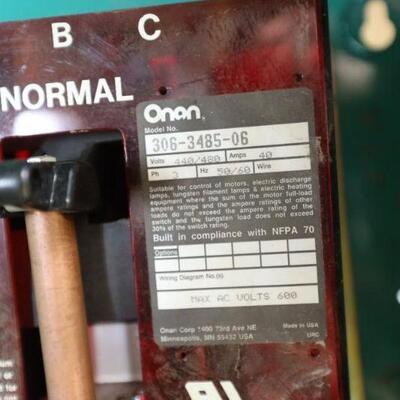 B C
NORMAL
Onan
Model No.
306-3485-06
Volts 440/480 Amps 40
Ph 3 Hz 50/60 Wire
Suitable for control of motors, electric discharge
lamps, tungsten filament lamps & electric heating
equipment where the sum of the motor full-load
ampere ratings and the ampere ratings of other
loads do not exceed the ampere rating of the
switch and the tungsten load does not exceed
30% of the switch rating.
Built in compliance with NFPA 70
Options:
Wiring Diagram No.(s)
MAX AC VOLTS 600
Onan Corp 1400 73rd Ave NE
Minneapolis, MN 55432 USA
Made in USA